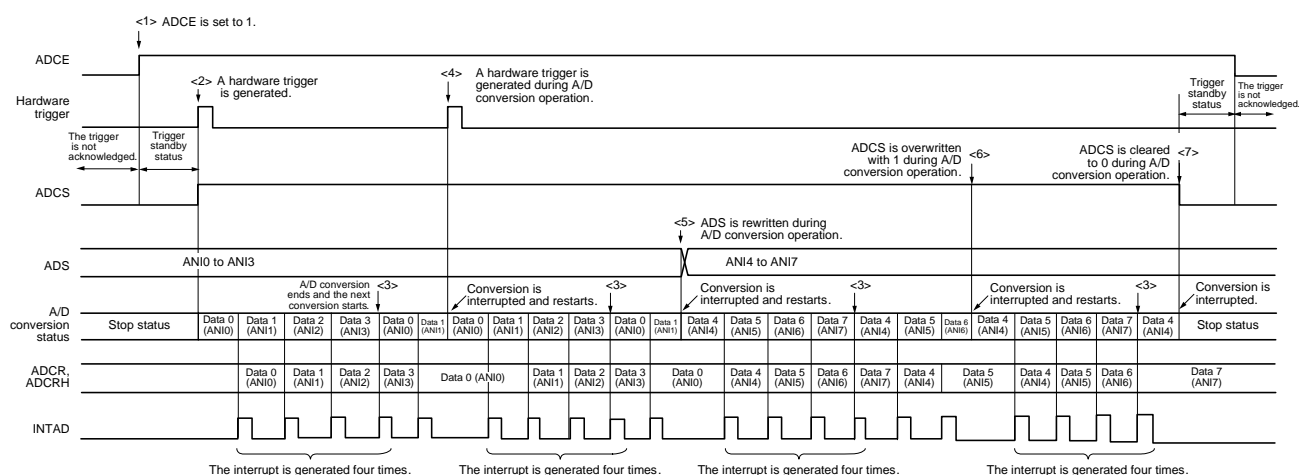 <1> ADCE is set to 1.
ADCE
<2> A hardware trigger
is generated.
<4> A hardware trigger is
generated during A/D
conversion operation.
Trigger
standby
status
The trigger
is not
acknowledged.
Hardware
trigger
The trigger
is not
acknowledged.
Trigger
standby
status
ADCS is overwritten
with 1 during A/D
conversion operation.
<6>
ADCS is cleared
to 0 during A/D
conversion operation.
<7>
ADCS
<5> ADS is rewritten during
A/D conversion operation.
ADS
ANI0 to ANI3
ANI4 to ANI7
A/D conversion
ends and the next
conversion starts.
<3>
Conversion is
interrupted and restarts.
<3>
Conversion is
interrupted and restarts.
<3>
Conversion is
interrupted and restarts.
<3>
Conversion is
interrupted.
A/D
conversion
status
Stop status
Data 0 (ANI0)
Data 1 (ANI1)
Data 2 (ANI2)
Data 3 (ANI3)
Data 0 (ANI0)
Data 1 (ANI1)
Data 0 (ANI0)
Data 1 (ANI1)
Data 2 (ANI2)
Data 3 (ANI3)
Data 0 (ANI0)
Data 1 (ANI1)
Data 4 (ANI4)
Data 5 (ANI5)
Data 6 (ANI6)
Data 7 (ANI7)
Data 4 (ANI4)
Data 5 (ANI5)
Data 6 (ANI6)
Data 4 (ANI4)
Data 5 (ANI5)
Data 6 (ANI6)
Data 7 (ANI7)
Data 4 (ANI4)
Stop status
ADCR,
ADCRH
Data 0 (ANI0)
Data 1 (ANI1)
Data 2 (ANI2)
Data 3 (ANI3)
Data 0 (ANI0)
Data 1 (ANI1)
Data 2 (ANI2)
Data 3 (ANI3)
Data 0 (ANI0)
Data 4 (ANI4)
Data 5 (ANI5)
Data 6 (ANI6)
Data 7 (ANI7)
Data 4 (ANI4)
Data 5 (ANI5)
Data 4 (ANI4)
Data 5 (ANI5)
Data 6 (ANI6)
Data 7 (ANI7)
INTAD
The interrupt is generated four times.
The interrupt is generated four times.
The interrupt is generated four times.
The interrupt is generated four times.